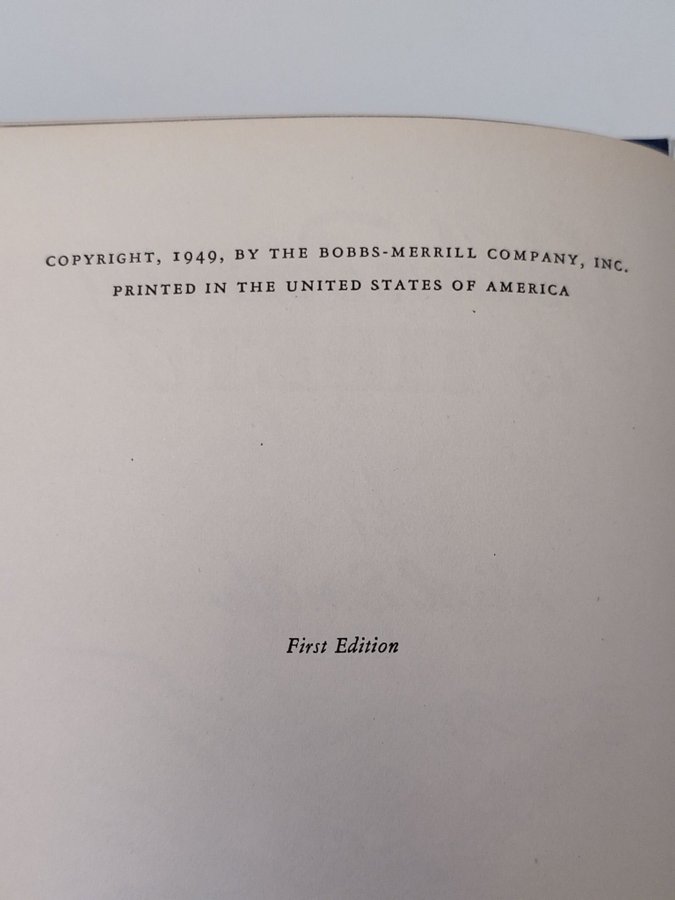 COPYRIGHT, 1949, BY THE BOBBS-MERRILL COMPANY, INC.
PRINTED IN THE UNITED STATES OF AMERICA
First Edition